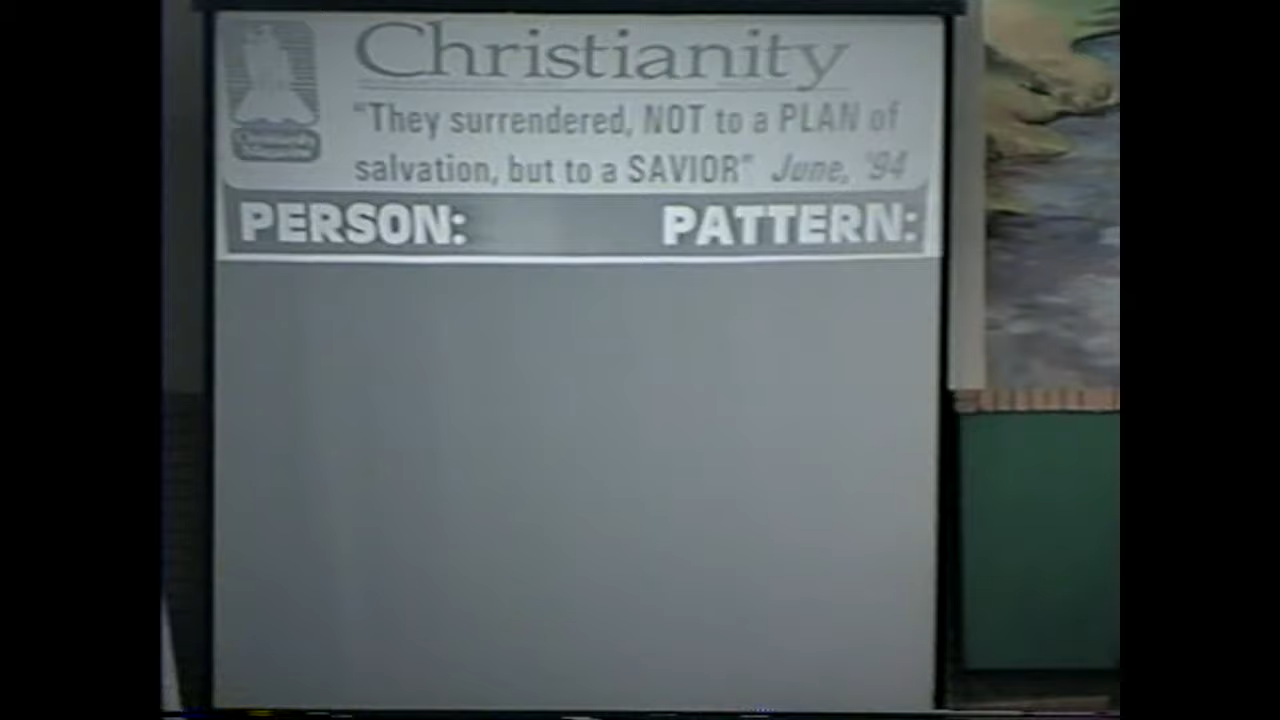 Christianity
"They surrendered, NOT to a PLAN of
salvation, but to a SAVIOR" June, '94
PERSON: PATTERN: